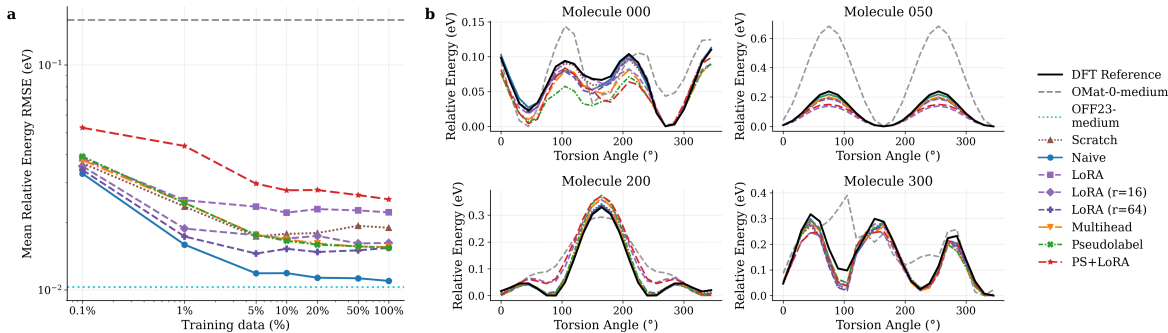 a
Mean Relative Energy RMSE (eV)
10⁻¹
10⁻²
0.1%
1%
5%
10%
20%
50%
100%
Training data (%)
b
Molecule 000
Relative Energy (eV)
0.15
0.10
0.05
0.00
0
100
200
300
Torsion Angle (°)
Molecule 050
Relative Energy (eV)
0.6
0.4
0.2
0.0
0
100
200
300
Torsion Angle (°)
Molecule 200
Relative Energy (eV)
0.3
0.2
0.1
0.0
0
100
200
300
Torsion Angle (°)
Molecule 300
Relative Energy (eV)
0.4
0.3
0.2
0.1
0.0
0
100
200
300
Torsion Angle (°)
DFT Reference
OMat-0-medium
OFF23-
medium
Scratch
Naive
LoRA
LoRA (r=16)
LoRA (r=64)
Multihead
Pseudolabel
PS+LoRA